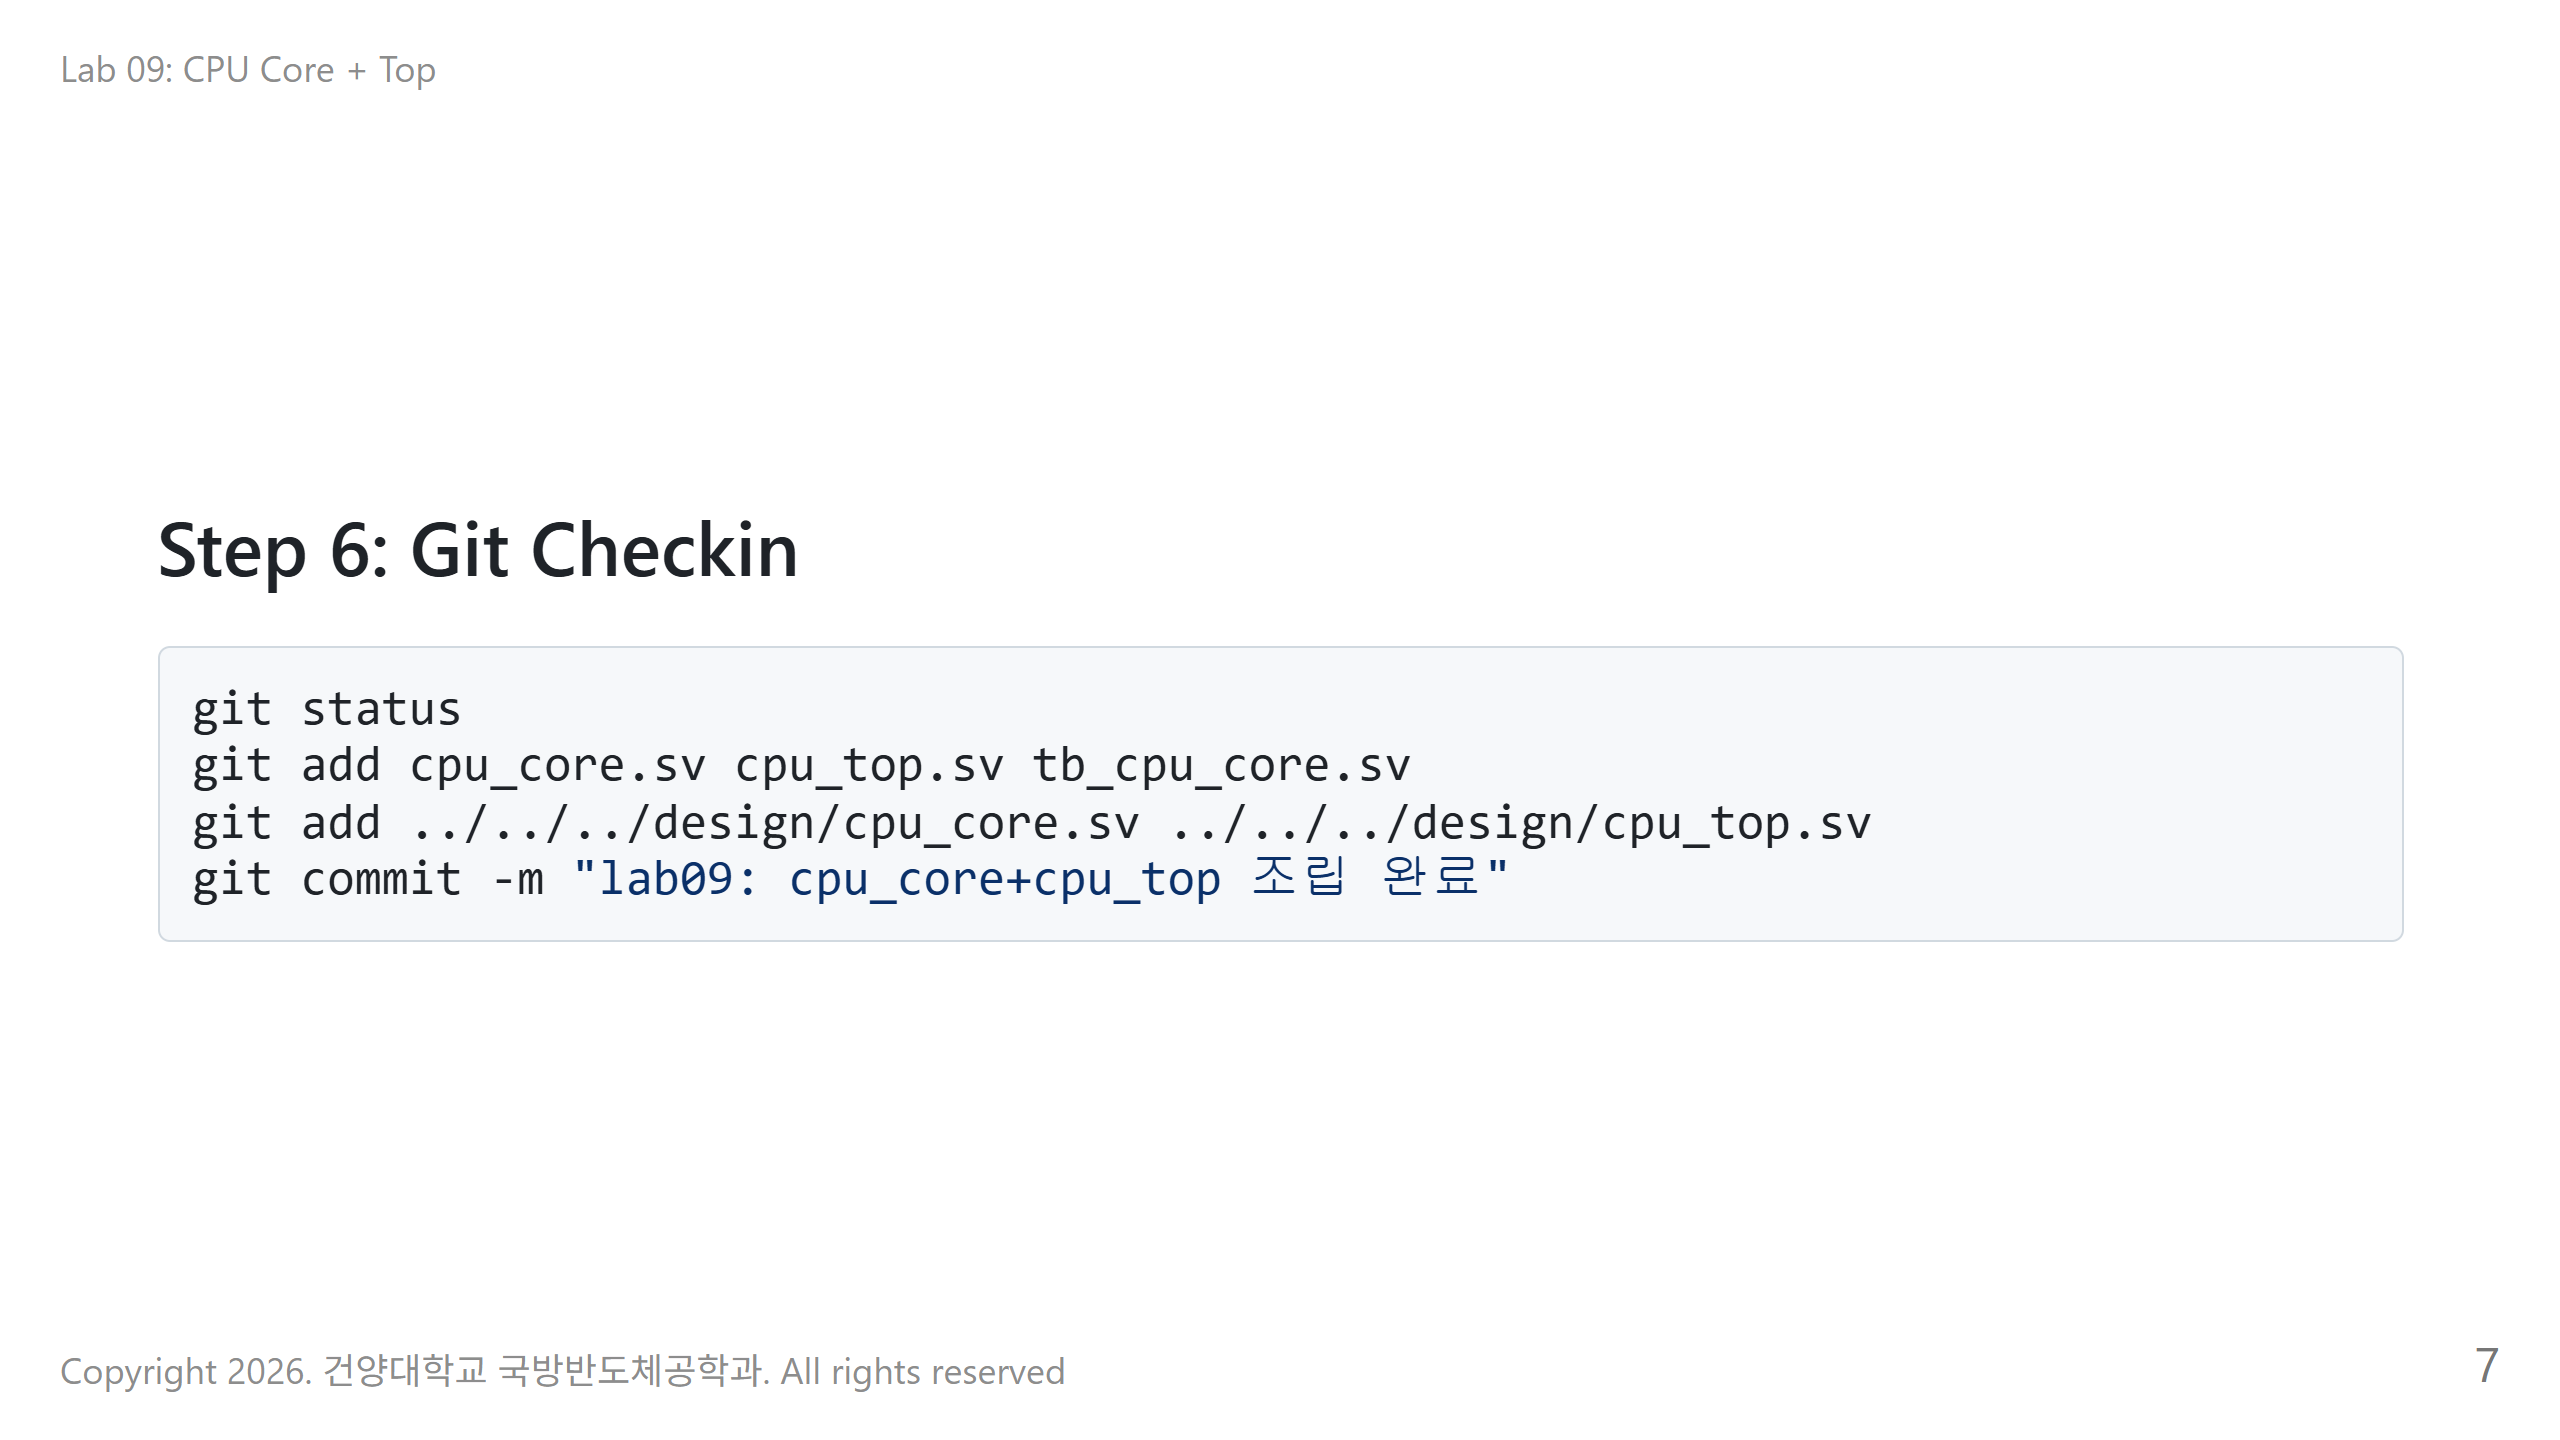 Lab 09: CPU Core + Top
Step 6: Git Checkin
git status
git add cpu_core.sv cpu_top.sv tb_cpu_core.sv
git add ../../../design/cpu_core.sv ../../../design/cpu_top.sv
git commit -m "lab09: cpu_core+cpu_top 조립 완료"
Copyright 2026. 건양대학교 국방반도체공학과. All rights reserved
7